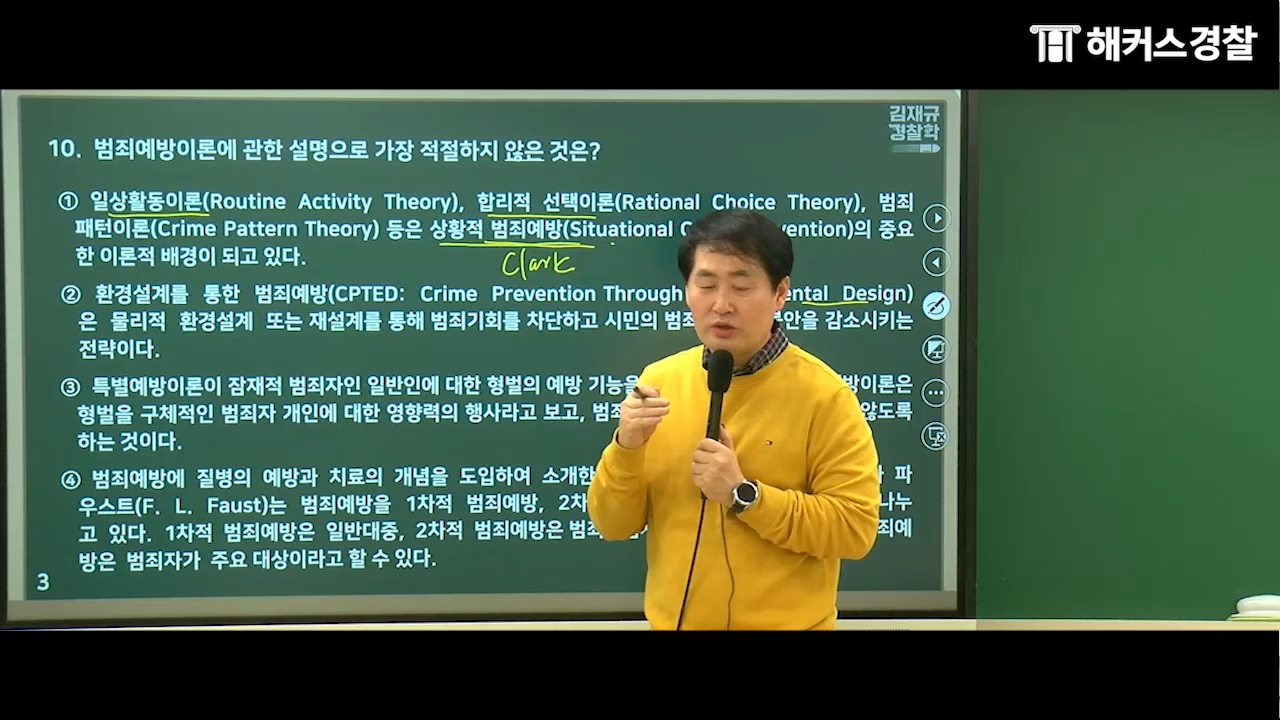 해커스경찰
김재규
경찰학
10. 범죄예방이론에 관한 설명으로 가장 적절하지 않은 것은?
① 일상활동이론(Routine Activity Theory), 합리적 선택이론(Rational Choice Theory), 범죄
패턴이론(Crime Pattern Theory) 등은 상황적 범죄예방(Situational C vention)의 중요
한 이론적 배경이 되고 있다.
Clark
② 환경설계를 통한 범죄예방(CPTED: Crime Prevention Through ental Design)
은 물리적 환경설계 또는 재설계를 통해 범죄기회를 차단하고 시민의 범죄 불안을 감소시키는
전략이다.
③ 특별예방이론이 잠재적 범죄자인 일반인에 대한 형벌의 예방 기능을 방이론은
형벌을 구체적인 범죄자 개인에 대한 영향력의 행사라고 보고, 범죄 않도록
하는 것이다.
④ 범죄예방에 질병의 예방과 치료의 개념을 도입하여 소개한 파
우스트(F. L. Faust)는 범죄예방을 1차적 범죄예방, 2차 나누
고 있다. 1차적 범죄예방은 일반대중, 2차적 범죄예방은 범죄예
방은 범죄자가 주요 대상이라고 할 수 있다.
3